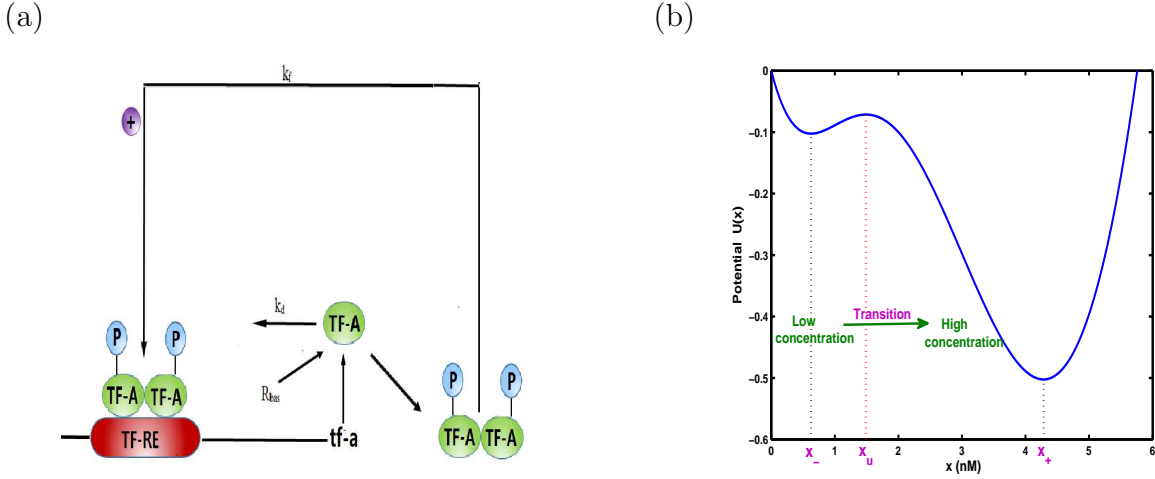 (a)
k_f
+
k_d
TF-A
P P
R_bas
P P
TF-A TF-A
TF-RE
tf-a
TF-A TF-A
(b)
0
−0.1
−0.2
−0.3
−0.4
−0.5
−0.6
Potential U(x)
Transition
Low
concentration
High
concentration
0 1 2 3 4 5 6
x_− x_u x_+
x (nM)